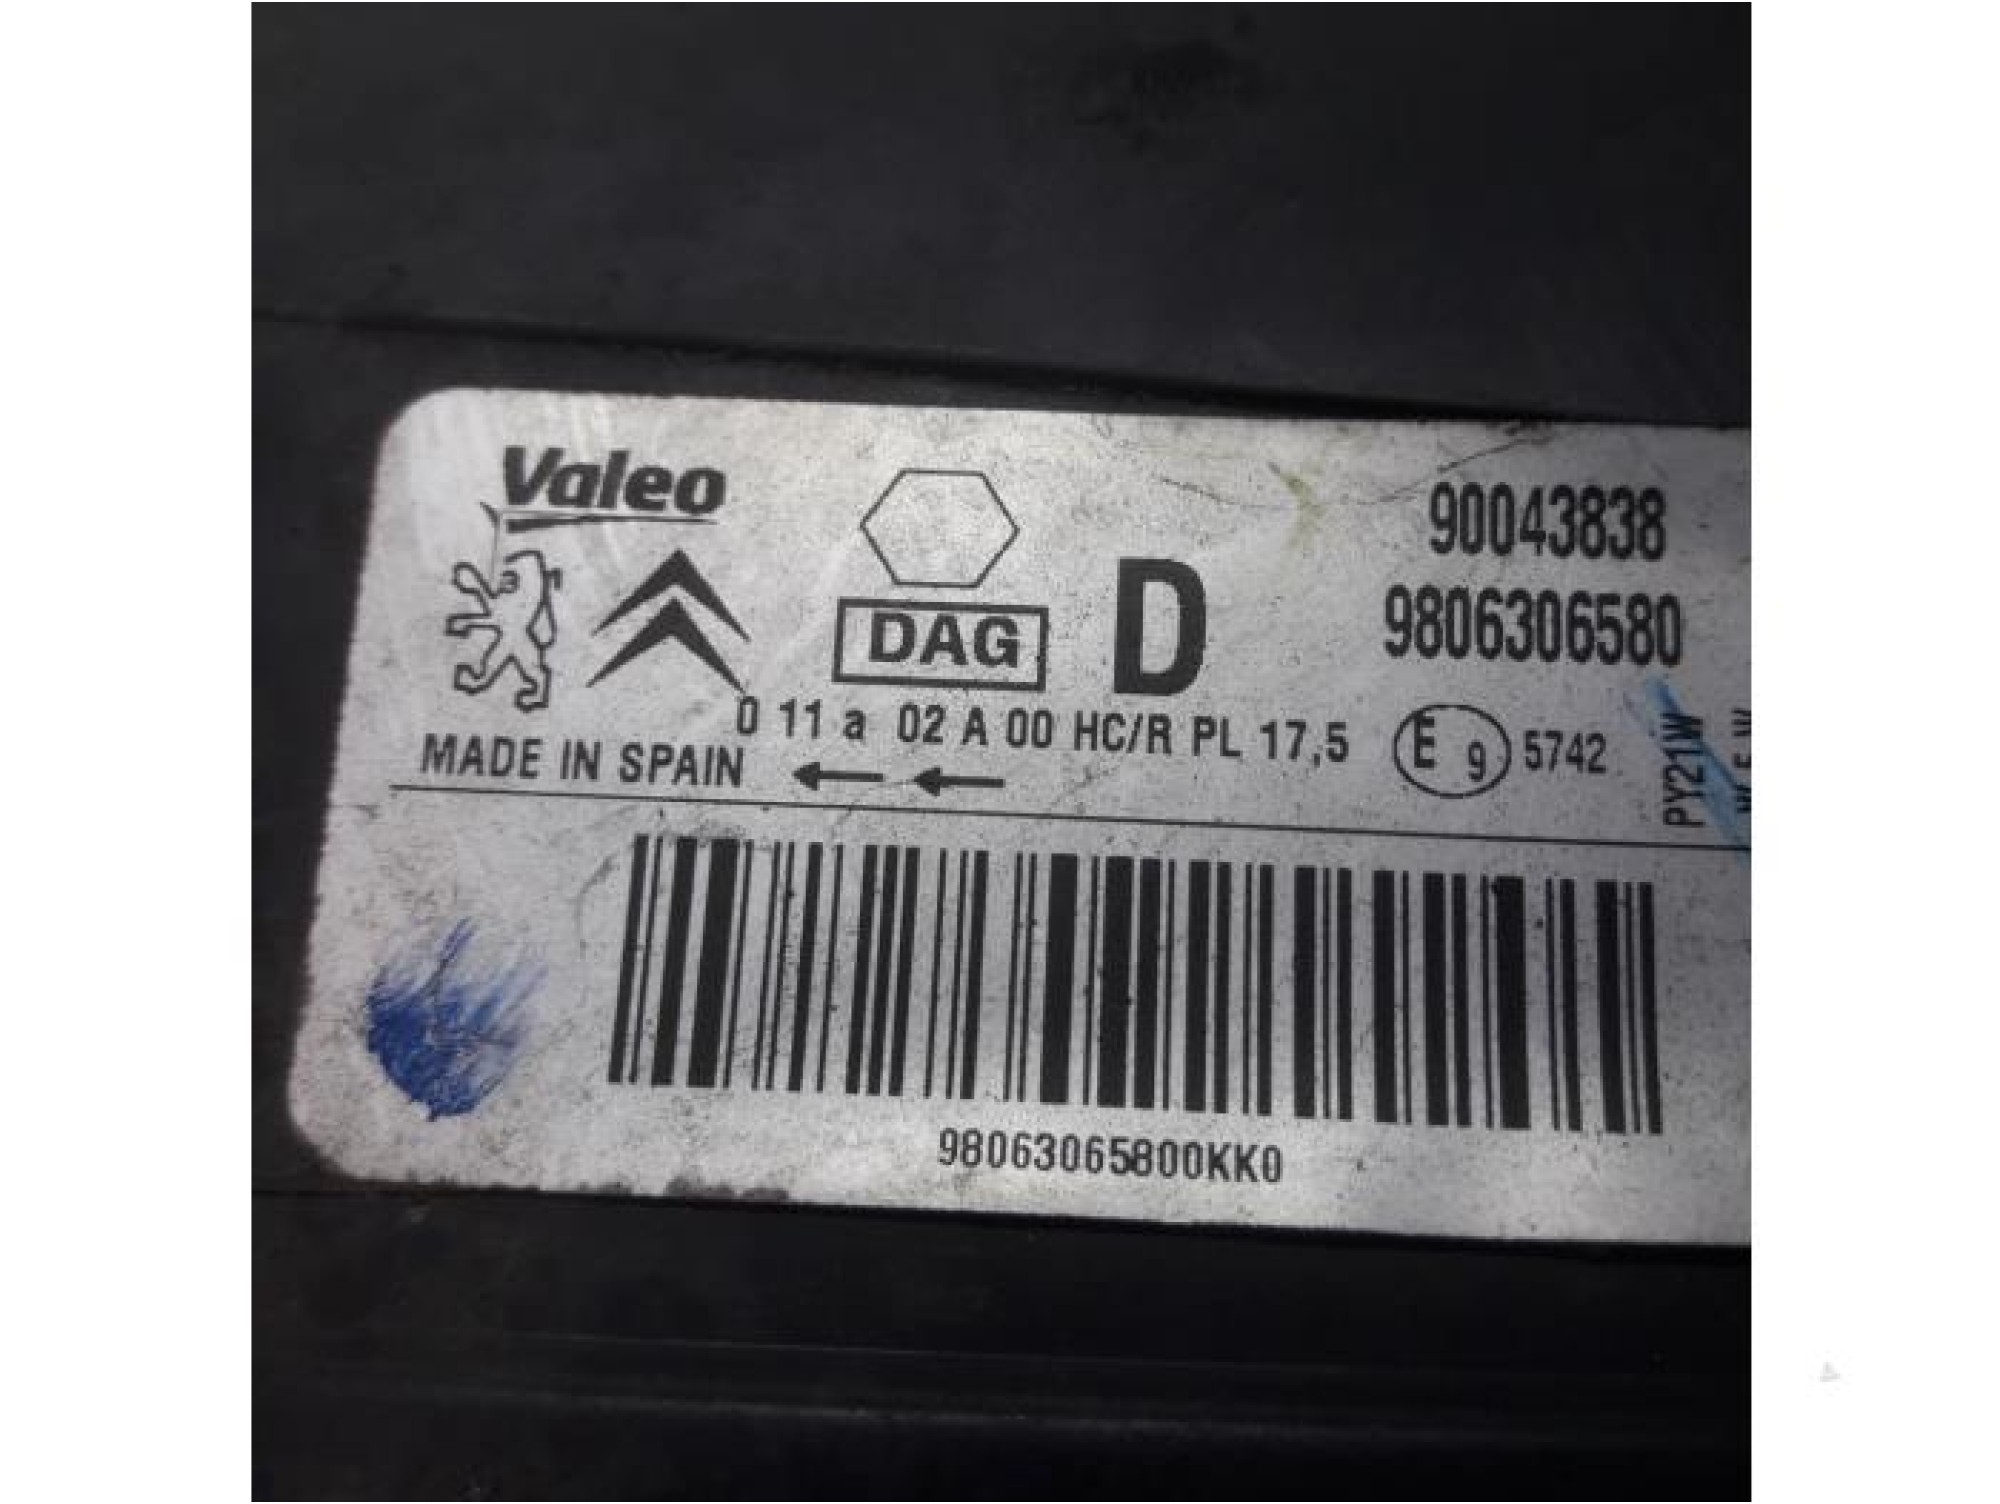 Valeo
DAG
D
90043838
9806306580
0 11 a 02 A 00 HC/R PL 17,5
E 9 5742
MADE IN SPAIN
PY21W
98063065800KK0